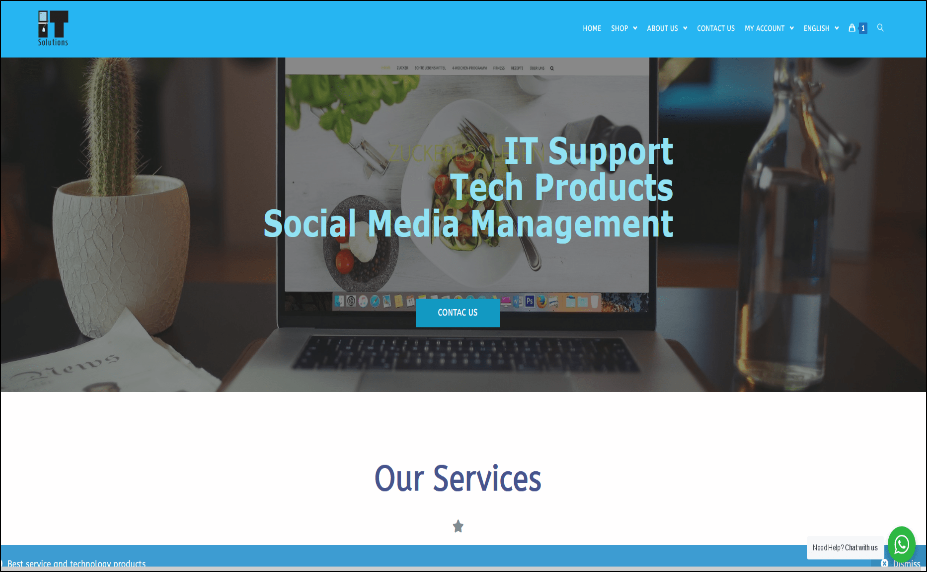 iT
Solutions
HOME SHOP ABOUT US CONTACT US MY ACCOUNT ENGLISH 1
IT Support
Tech Products
Social Media Management
CONTAC US
News
Our Services
Need Help? Chat with us
Best service and technology products
Dismiss